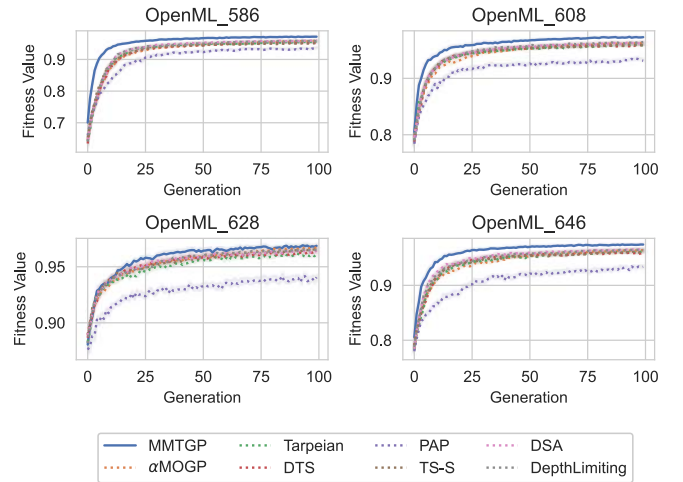 OpenML_586
OpenML_608
Fitness Value
0.9
0.8
0.7
0 25 50 75 100
Generation
Fitness Value
0.9
0.8
0 25 50 75 100
Generation
OpenML_628
OpenML_646
Fitness Value
0.95
0.90
0 25 50 75 100
Generation
Fitness Value
0.9
0.8
0 25 50 75 100
Generation
MMTGP Tarpeian PAP DSA
αMOGP DTS TS-S DepthLimiting